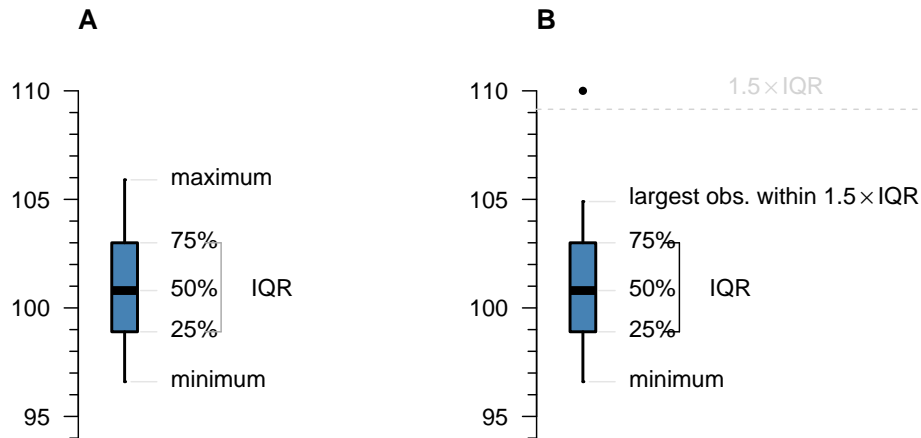 A
110
105
100
95
maximum
75%
50%
25%
IQR
minimum
B
110
105
100
95
1.5×IQR
largest obs. within 1.5×IQR
75%
50%
25%
IQR
minimum